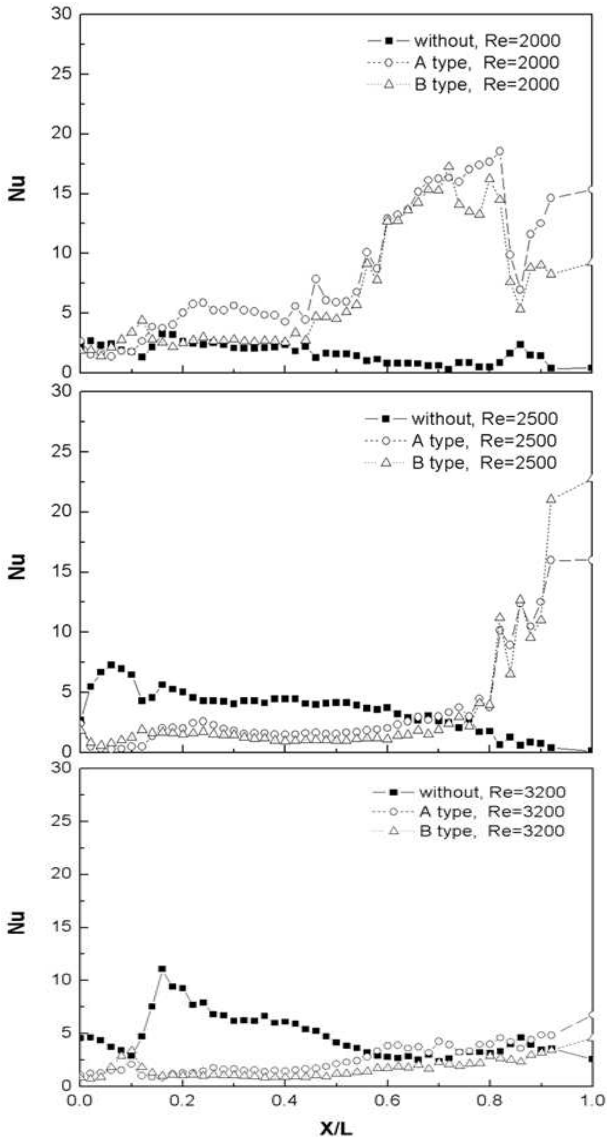 30
25
20
15
10
5
0
Nu
without, Re=2000
A type, Re=2000
B type, Re=2000
30
25
20
15
10
5
0
Nu
without, Re=2500
A type, Re=2500
B type, Re=2500
30
25
20
15
10
5
0
Nu
without, Re=3200
A type, Re=3200
B type, Re=3200
0.0 0.2 0.4 0.6 0.8 1.0
X/L